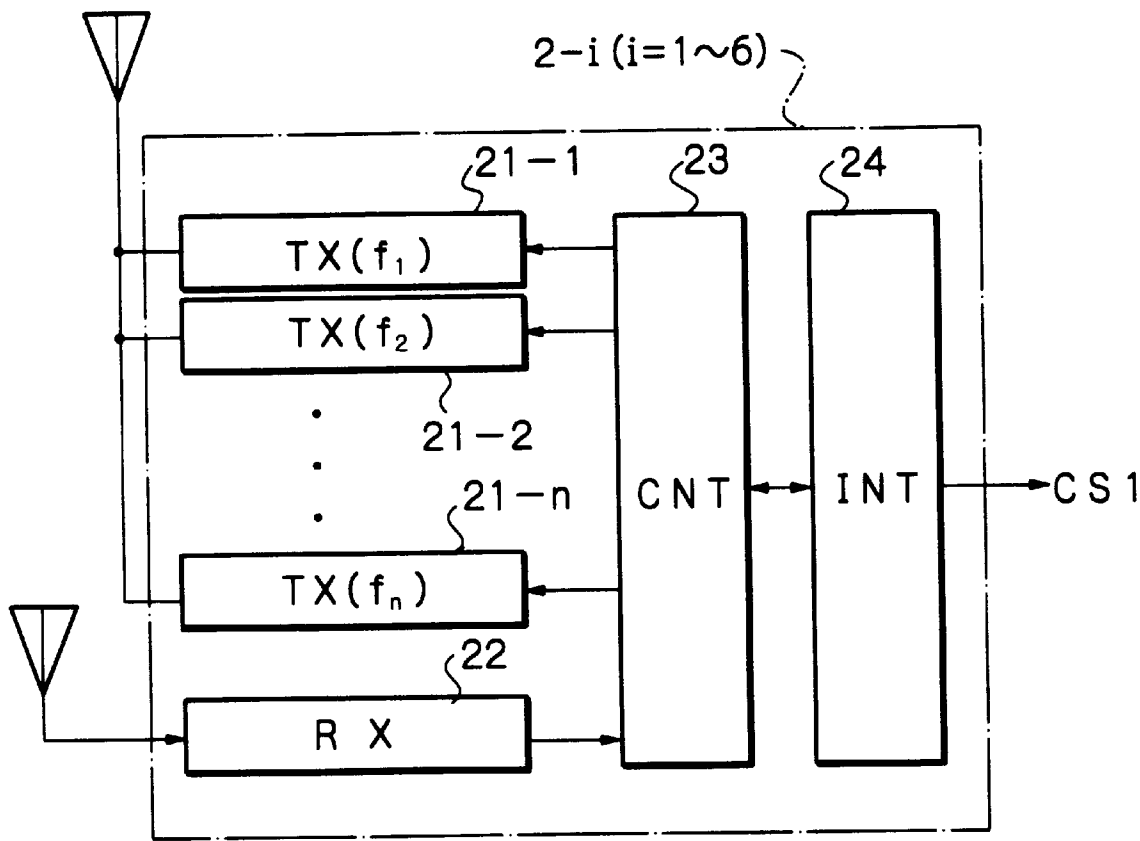 2-i(i=1~6)
21-1
23
24
TX(f₁)
TX(f₂)
21-2
21-n
CNT
INT
CS1
TX(fₙ)
22
RX